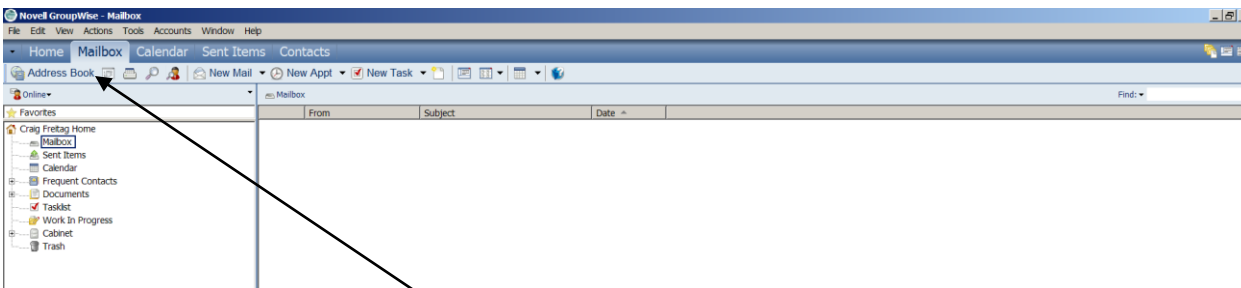 Novell GroupWise - Mailbox
File Edit View Actions Tools Accounts Window Help
Home Mailbox Calendar Sent Items Contacts
Address Book New Mail New Appt New Task
Online Mailbox Find:
Favorites From Subject Date
Craig Freitag Home
Mailbox
Sent Items
Calendar
Frequent Contacts
Documents
Tasklist
Work In Progress
Cabinet
Trash